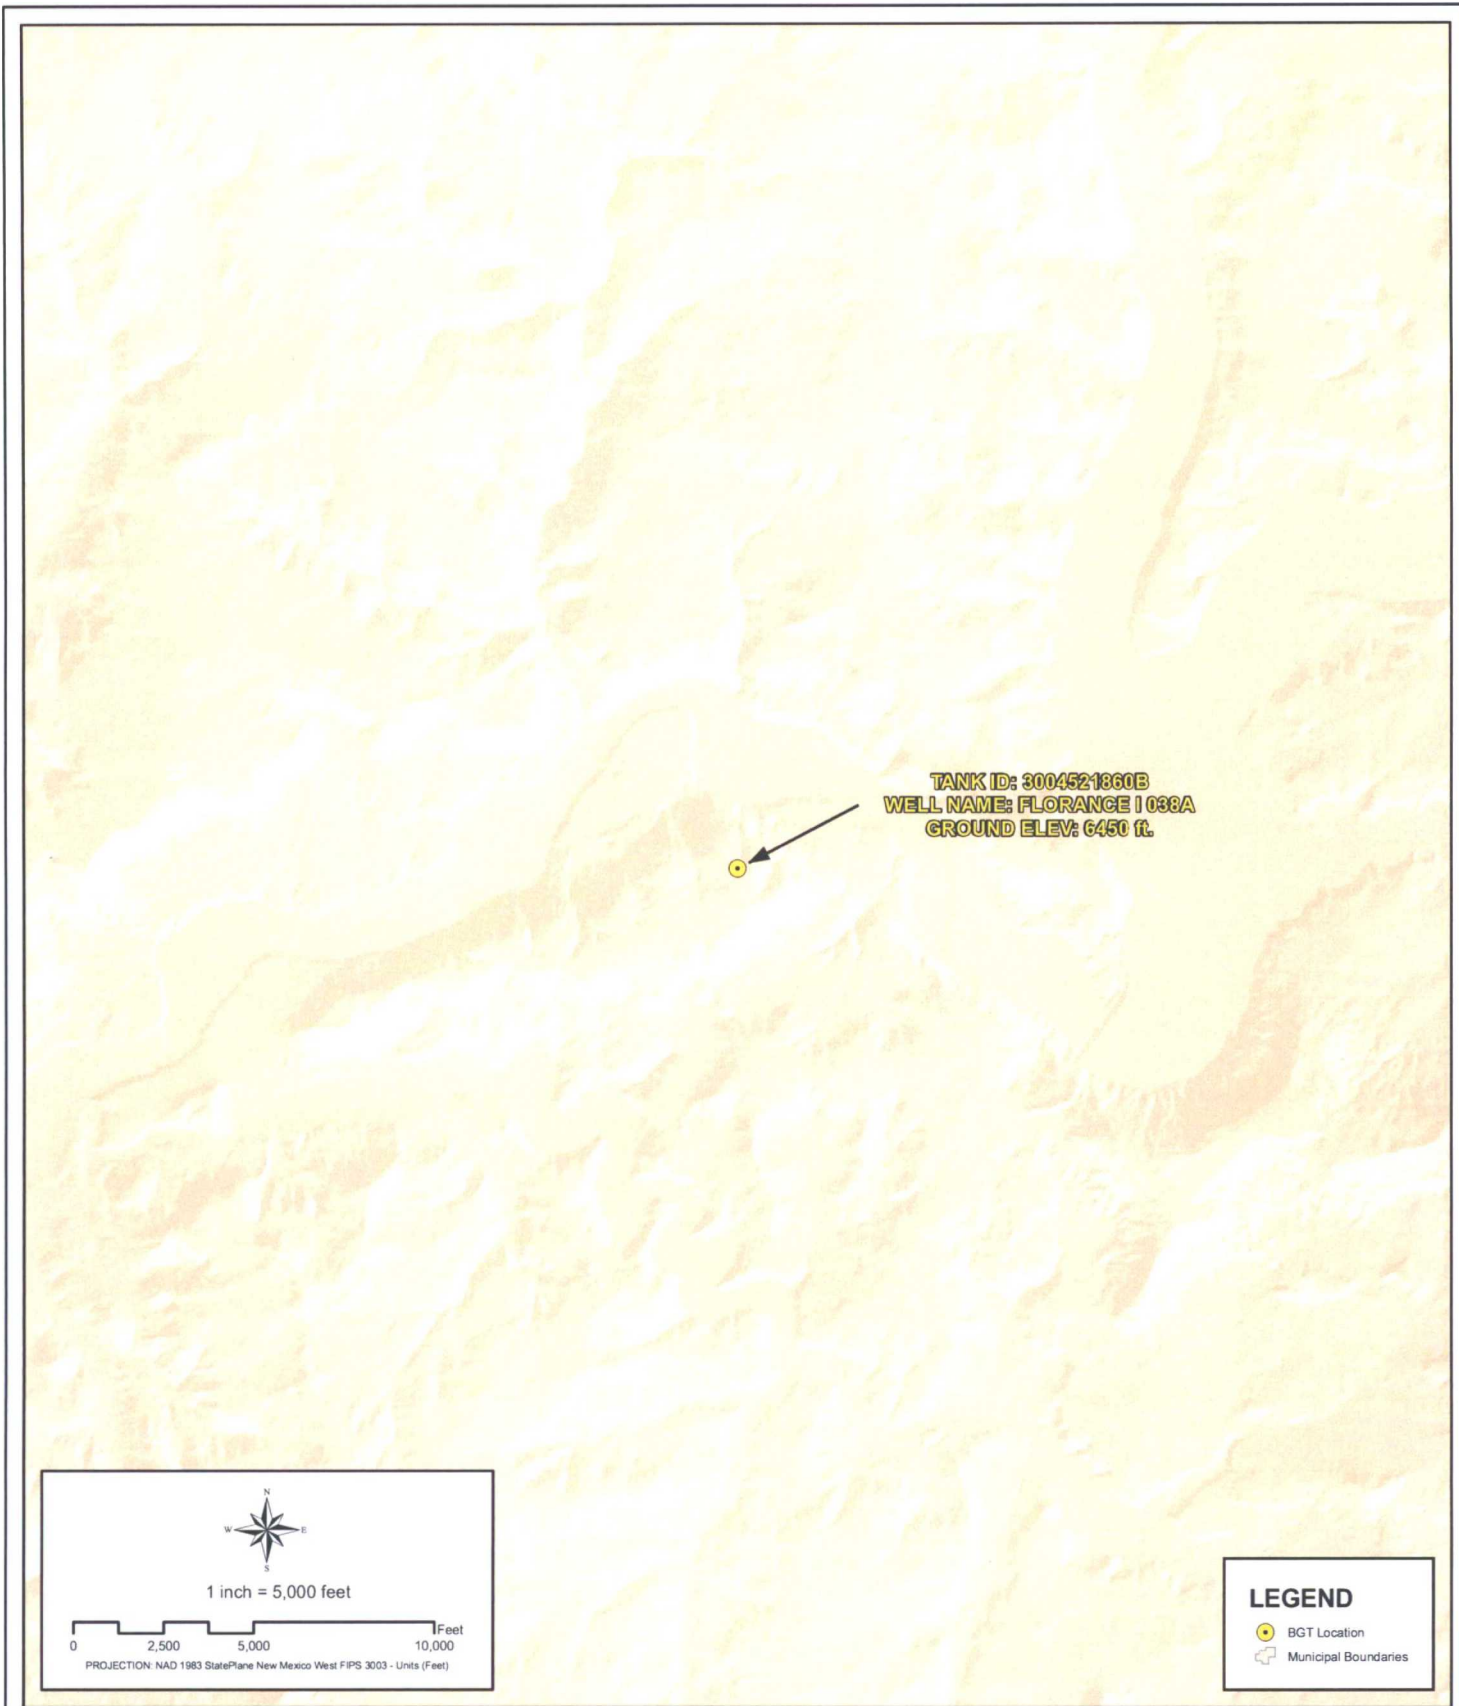 TANK ID: 3004521860B
WELL NAME: FLORANCE I 038A
GROUND ELEV: 6450 ft.
N
W E
S
1 inch = 5,000 feet
Feet
0 2,500 5,000 10,000
PROJECTION: NAD 1983 StatePlane New Mexico West FIPS 3003 - Units (Feet)
LEGEND
BGT Location
Municipal Boundaries